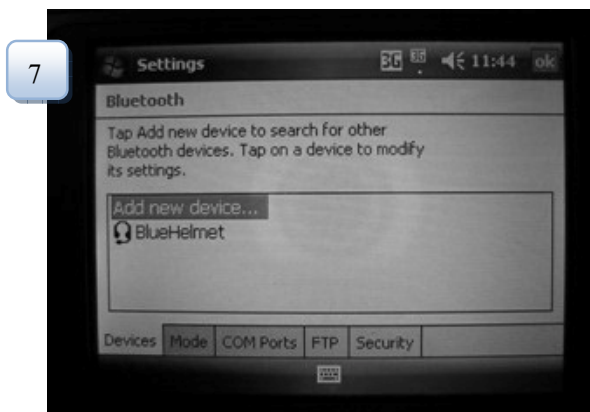 7
Settings 3G 3G 11:44 ok
Bluetooth
Tap Add new device to search for other
Bluetooth devices. Tap on a device to modify
its settings.
Add new device...
BlueHelmet
Devices Mode COM Ports FTP Security